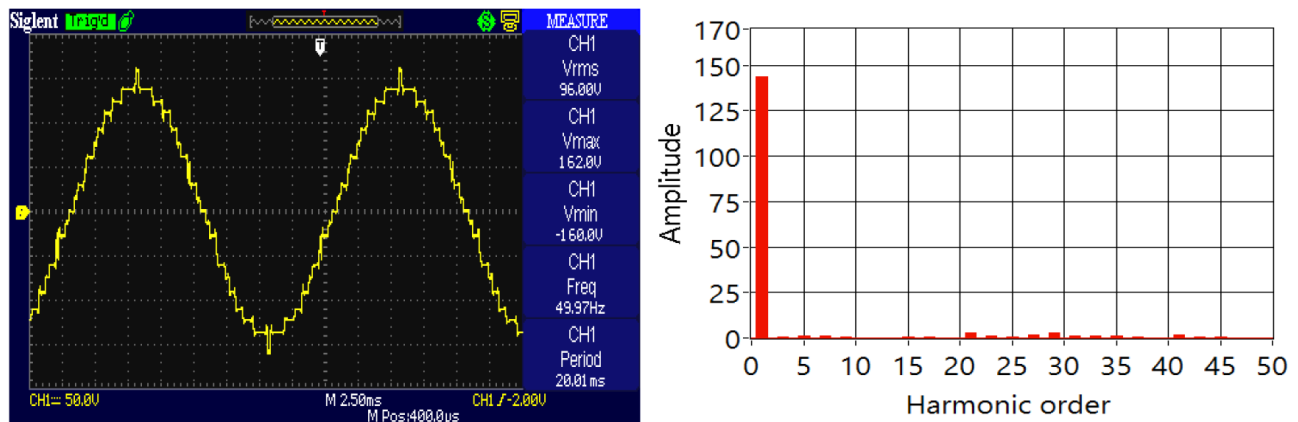 Siglent Trig'd MEASURE
T
CH1
Vrms
96.00V
CH1
Vmax
162.0V
CH1
Vmin
-160.0V
CH1
Freq
49.97Hz
CH1
Period
20.01ms
CH1 50.0V M 2.50ms CH1 -2.00V
M Pos:400.0µs
170
150
125
100
75
50
25
0
Amplitude
0 5 10 15 20 25 30 35 40 45 50
Harmonic order